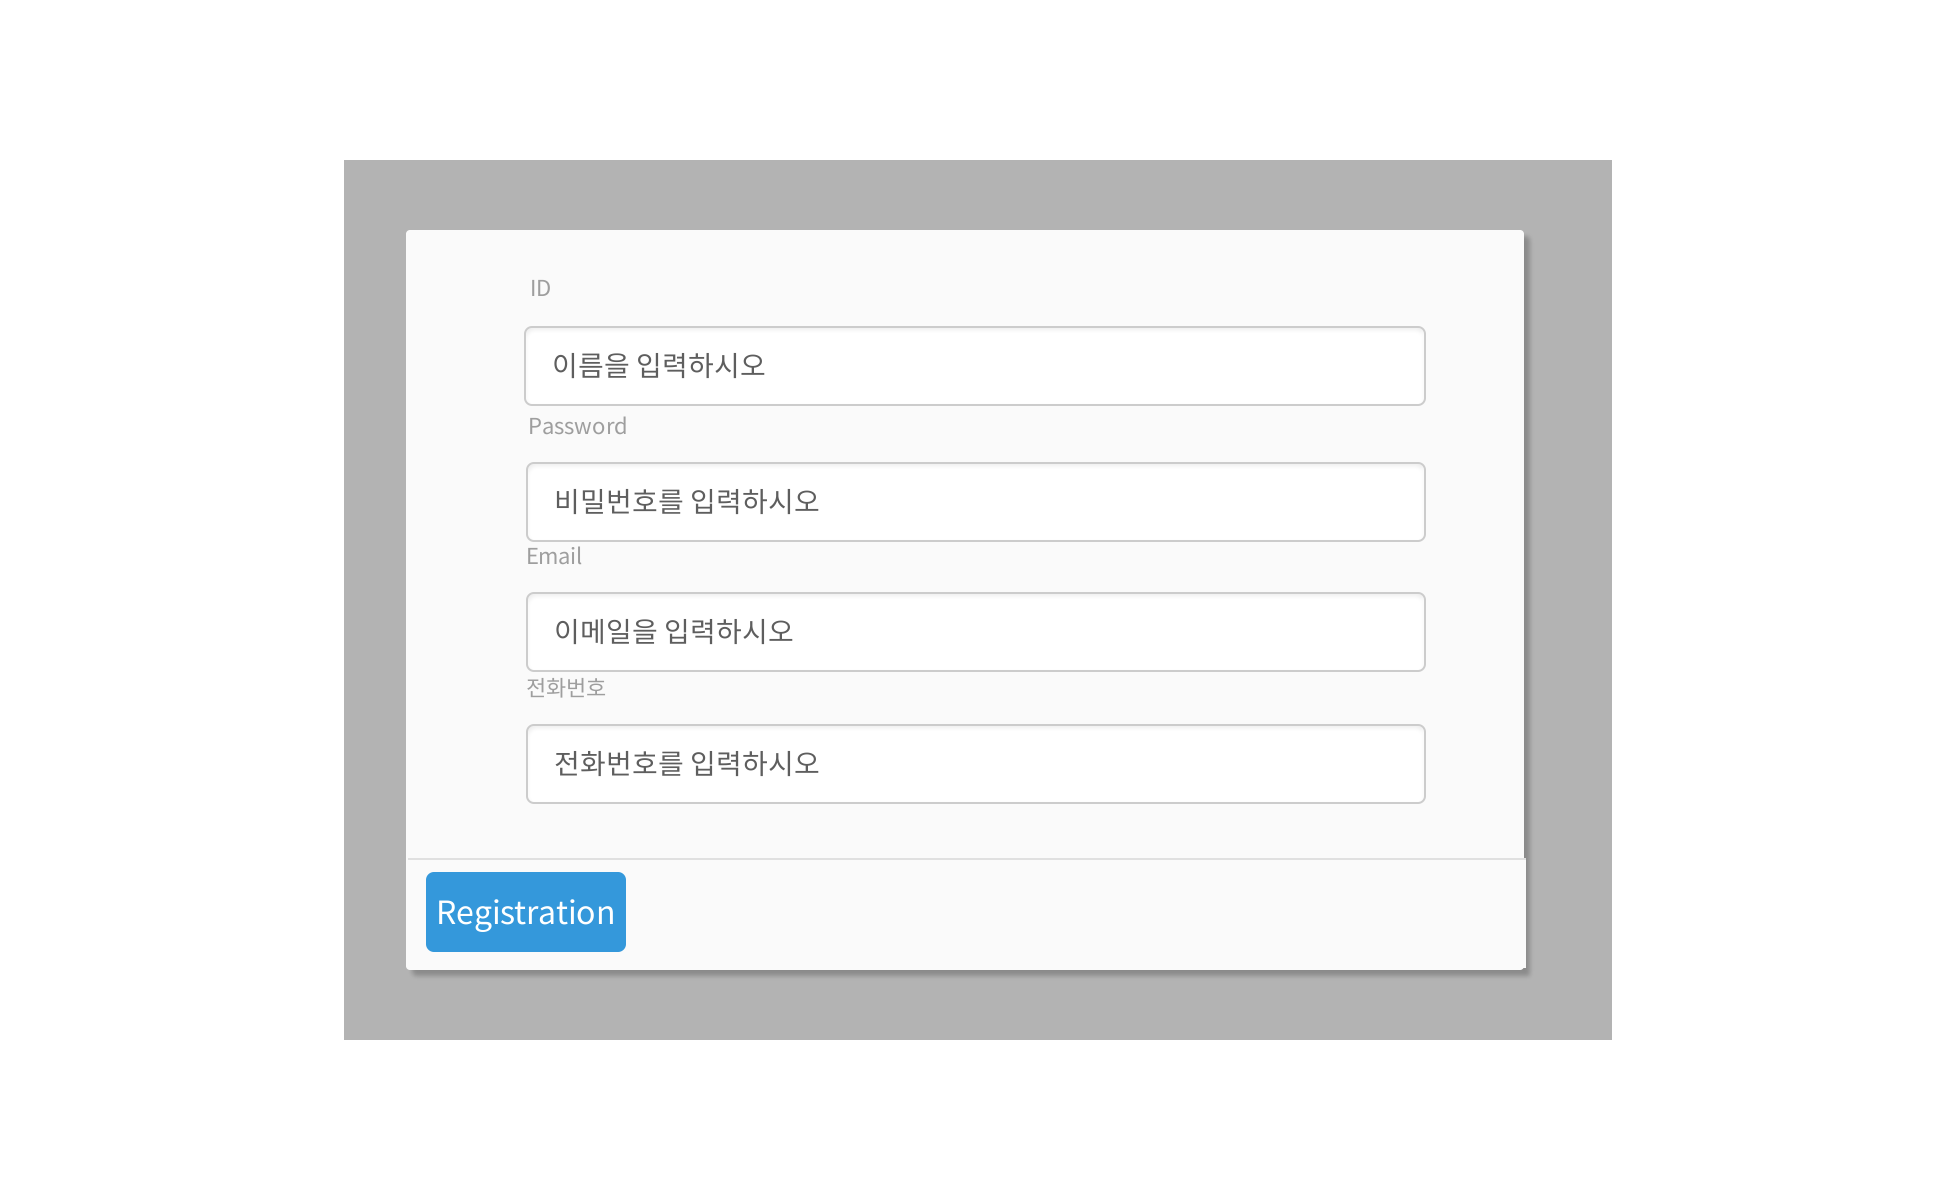 ID
이름을 입력하시오
Password
비밀번호를 입력하시오
Email
이메일을 입력하시오
전화번호
전화번호를 입력하시오
Registration